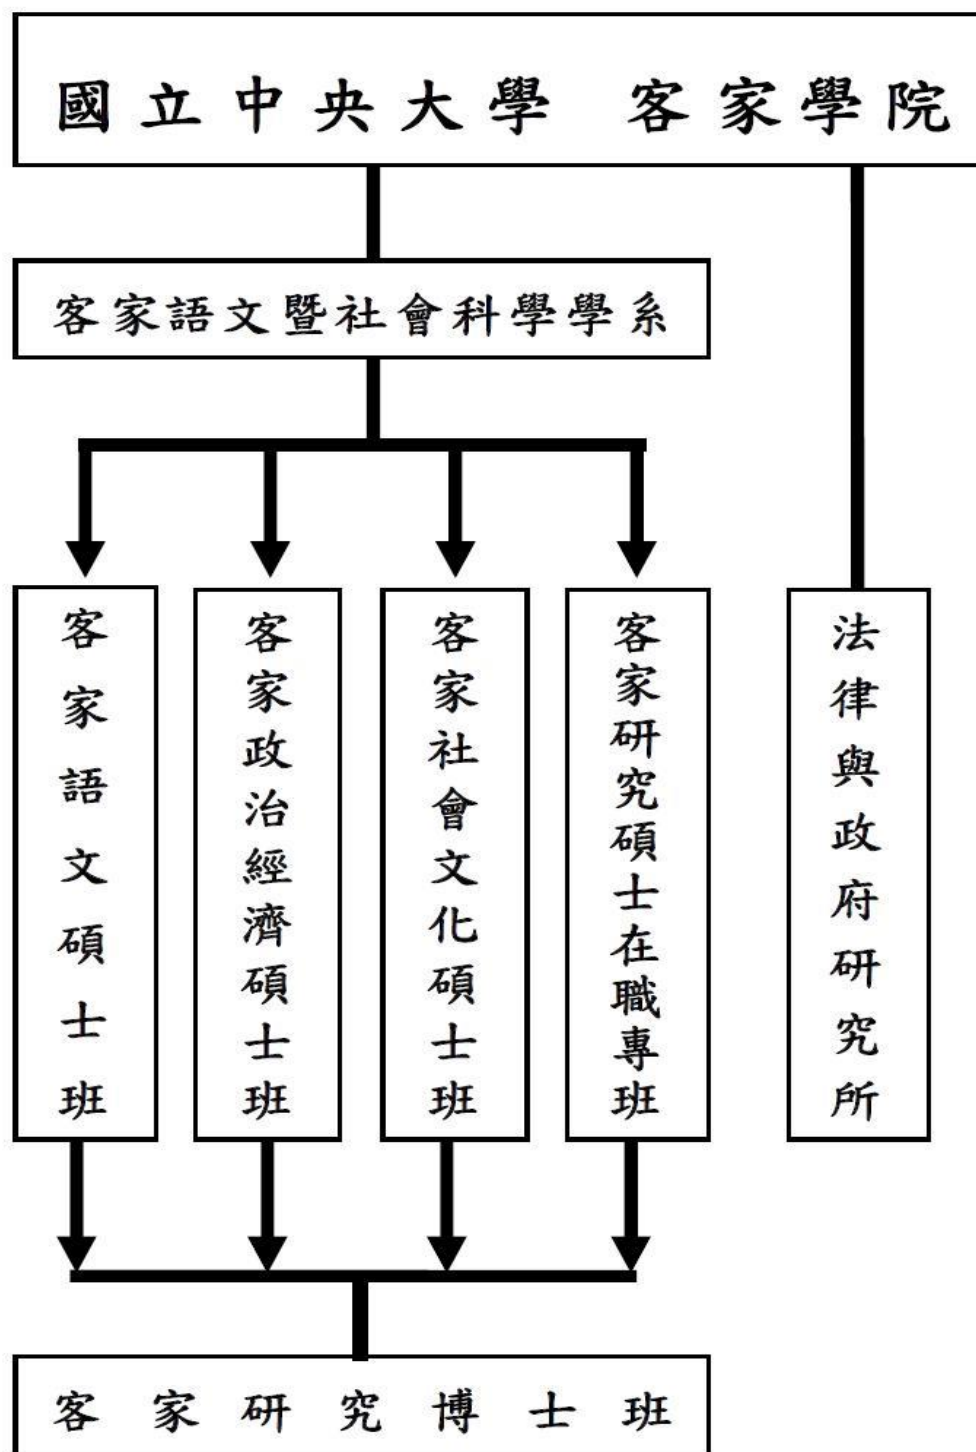 國立中央大學 客家學院
客家語文暨社會科學學系
客家語文碩士班
客家政治經濟碩士班
客家社會文化碩士班
客家研究碩士在職專班
法律與政府研究所
客家研究博士班